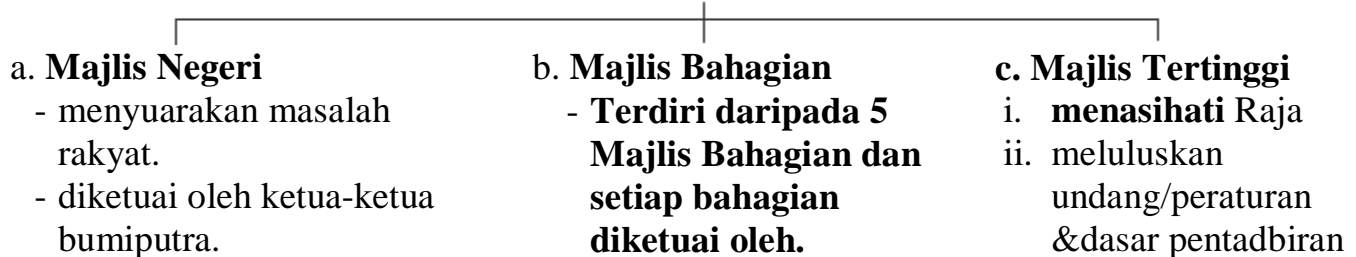 a. Majlis Negeri
- menyuarakan masalah
rakyat.
- diketuai oleh ketua-ketua
bumiputra.
b. Majlis Bahagian
- Terdiri daripada 5
Majlis Bahagian dan
setiap bahagian
diketuai oleh.
c. Majlis Tertinggi
i. menasihati Raja
ii. meluluskan
undang/peraturan
&dasar pentadbiran